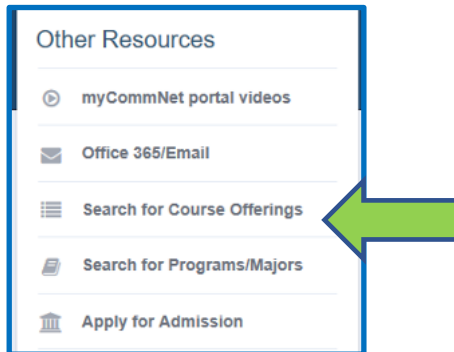 Other Resources
myCommNet portal videos
Office 365/Email
Search for Course Offerings
Search for Programs/Majors
Apply for Admission